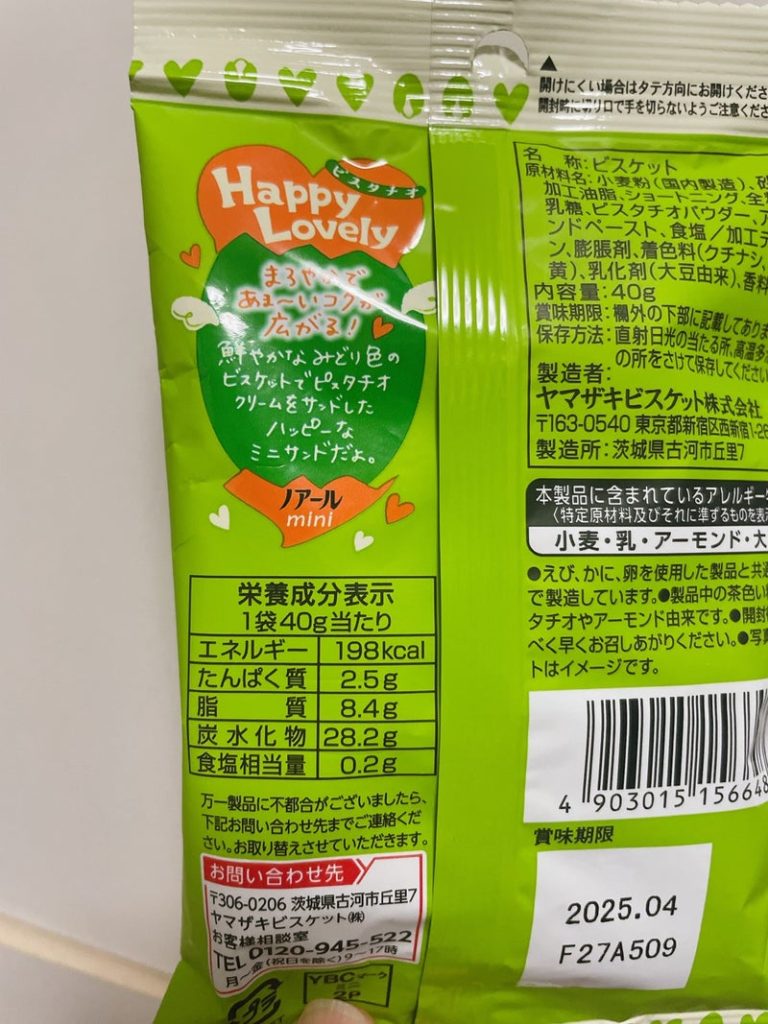 ▲
開けにくい場合はタテ方向にお開けくださ
開封時に切り口で手を切らないようご注意くださ
Happy
ピスタチオ
Lovely
まろやかで
あま〜いコクが
広がる!
鮮やかな みどり色の
ビスケットでピスタチオ
クリームをサンドした
ハッピーな
ミニサンドだよ。
ノアール
mini
栄養成分表示
1袋40g当たり
エネルギー 198kcal
たんぱく質 2.5g
脂質 8.4g
炭水化物 28.2g
食塩相当量 0.2g
万一製品に不都合がございましたら、
下記お問い合わせ先までご連絡くだ
さい。お取り替えさせていただきます。
お問い合わせ先
〒306-0206 茨城県古河市丘里7
ヤマザキビスケット㈱
お客様相談室
TEL 0120-945-522
月〜金(祝日を除く)9〜17時
YBCマーク
ミニ
2P
名称:ビスケット
原材料名:小麦粉(国内製造)、砂
加工油脂、ショートニング、全粉
乳糖、ピスタチオパウダー、ア
ンドペースト、食塩/加工デ
ン、膨脹剤、着色料(クチナシ、
黄)、乳化剤(大豆由来)、香料
内容量:40g
賞味期限:欄外の下部に記載してありま
保存方法:直射日光の当たる所、高温多
の所をさけて保存してください
製造者:
ヤマザキビスケット株式会社
〒163-0540 東京都新宿区西新宿1-26
製造所:茨城県古河市丘里7
本製品に含まれているアレルギー
〈特定原材料及びそれに準ずるものを表示
小麦・乳・アーモンド・大
●えび、かに、卵を使用した製品と共通
で製造しています。●製品中の茶色い
タチオやアーモンド由来です。●開封
べく早くお召しあがりください。●写真
トはイメージです。
4 903015 15664
賞味期限
2025.04
F27A509